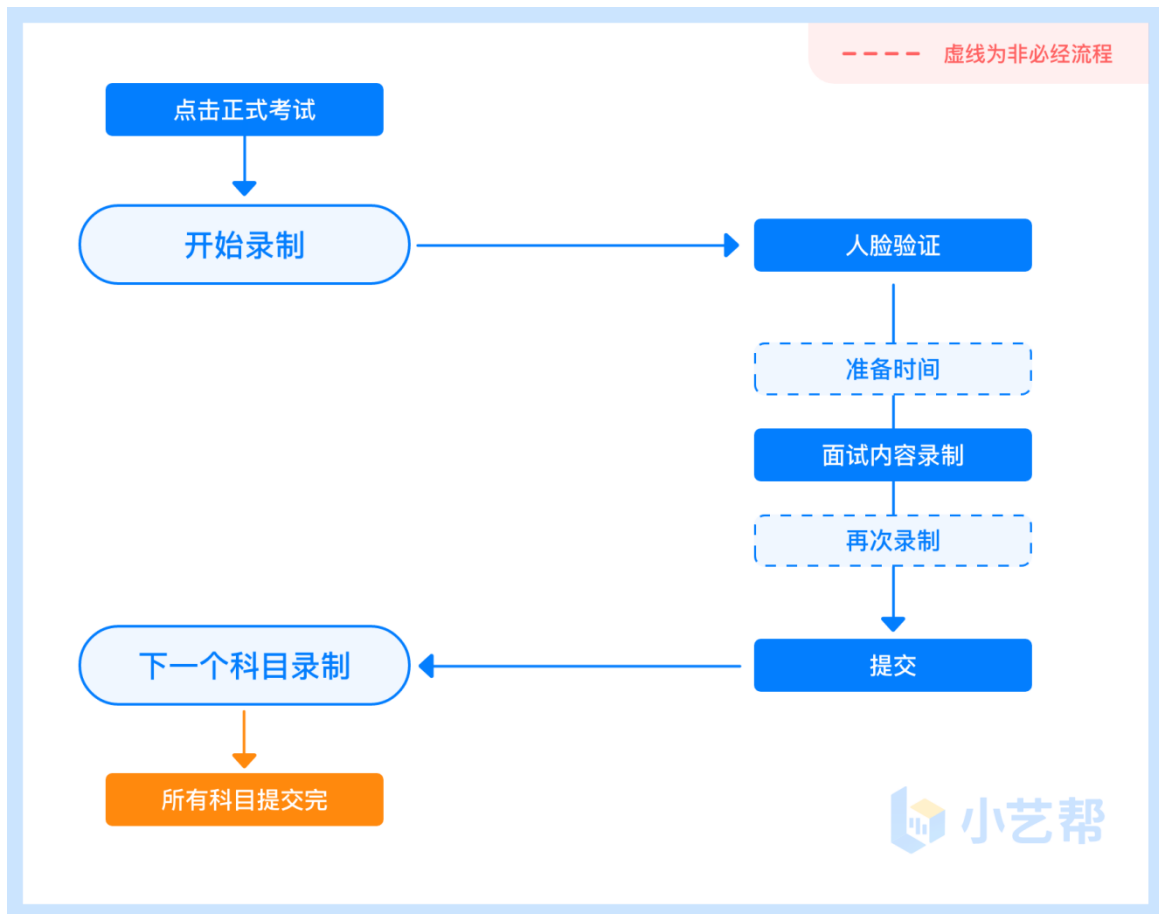 虚线为非必经流程
点击正式考试
开始录制
人脸验证
准备时间
面试内容录制
再次录制
提交
下一个科目录制
所有科目提交完
小艺帮